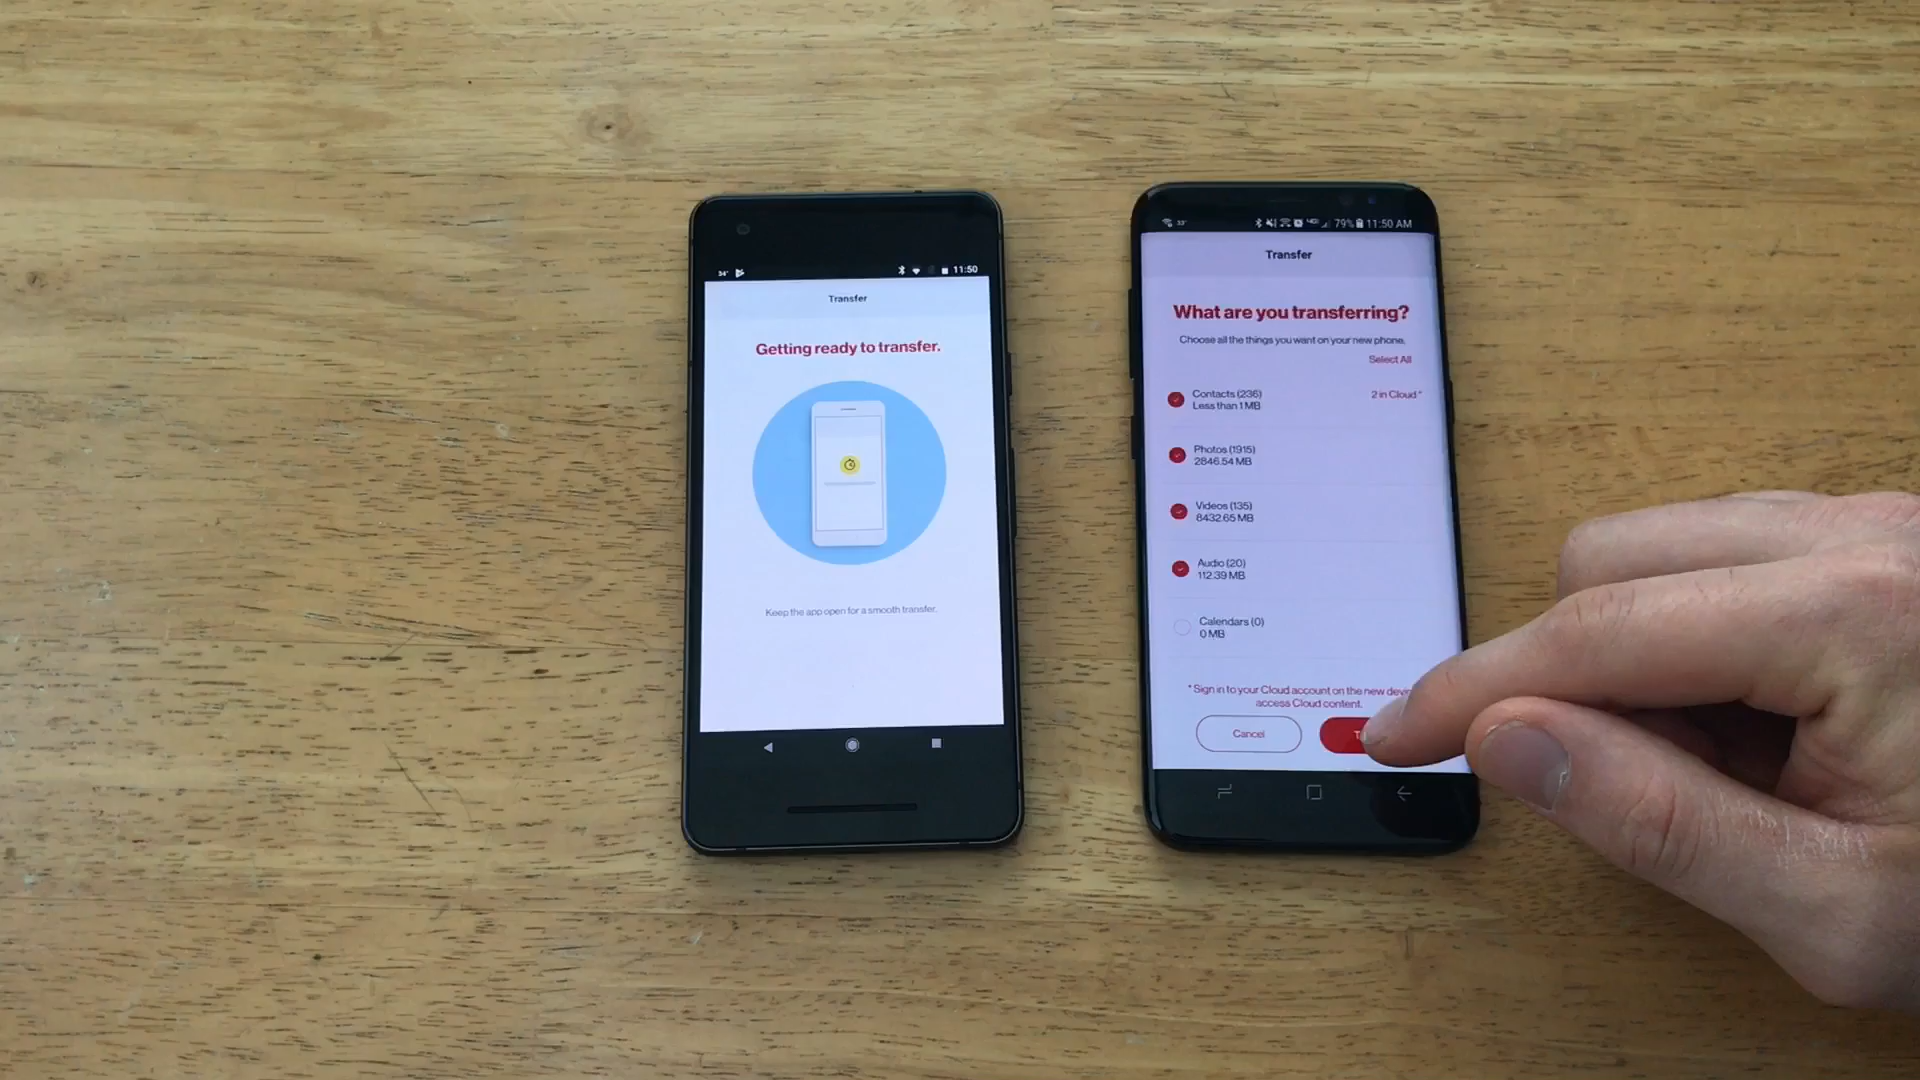 34°
11:50
Transfer
Getting ready to transfer.
Keep the app open for a smooth transfer.
33°
79% 11:50 AM
Transfer
What are you transferring?
Choose all the things you want on your new phone.
Select All
Contacts (236)
Less than 1 MB
2 in Cloud *
Photos (1915)
2846.54 MB
Videos (135)
8432.65 MB
Audio (20)
112.39 MB
Calendars (0)
0 MB
* Sign in to your Cloud account on the new
access Cloud content.
Cancel